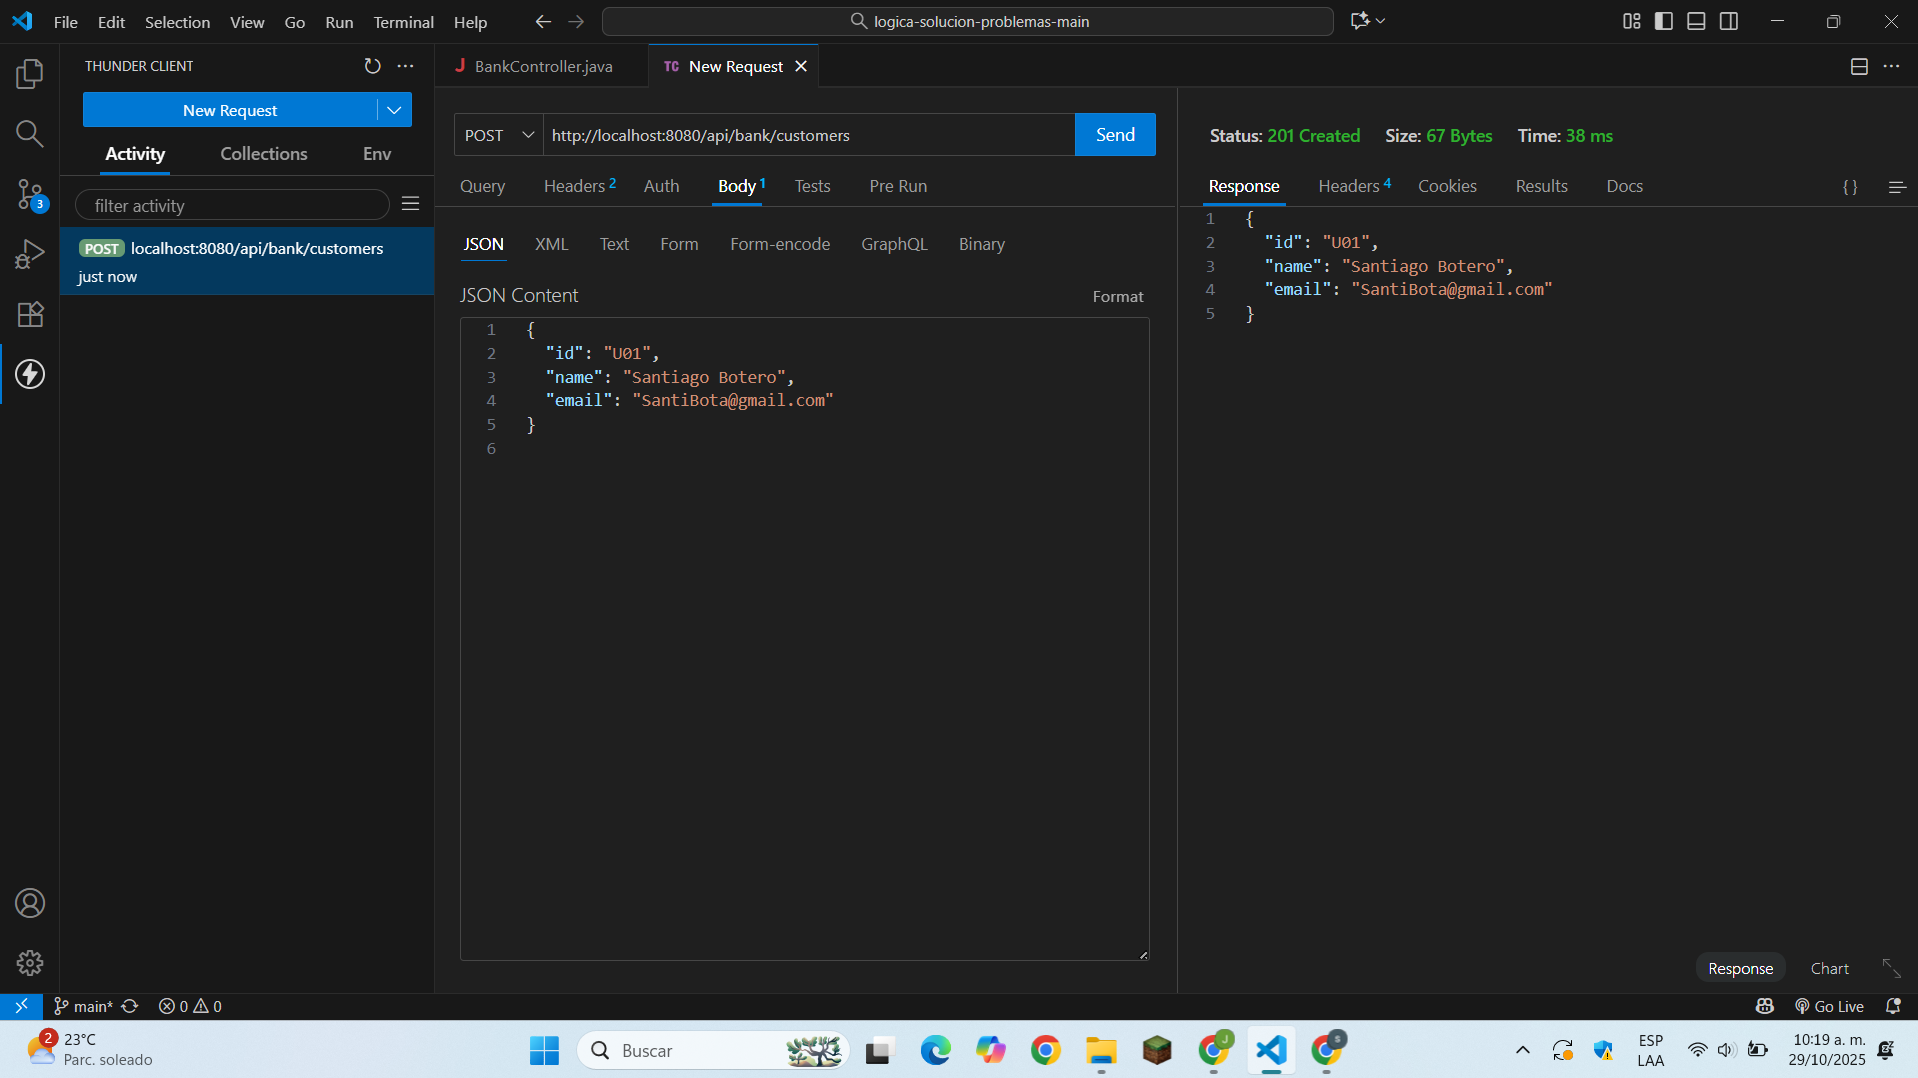 File Edit Selection View Go Run Terminal Help
logica-solucion-problemas-main
THUNDER CLIENT
New Request
Activity Collections Env
filter activity
POST localhost:8080/api/bank/customers
just now
3
J BankController.java
TC New Request
POST http://localhost:8080/api/bank/customers Send
Query Headers 2 Auth Body 1 Tests Pre Run
JSON XML Text Form Form-encode GraphQL Binary
JSON Content Format
1 {
2 "id": "U01",
3 "name": "Santiago Botero",
4 "email": "SantiBota@gmail.com"
5 }
6
Status: 201 Created Size: 67 Bytes Time: 38 ms
Response Headers 4 Cookies Results Docs { }
1 {
2 "id": "U01",
3 "name": "Santiago Botero",
4 "email": "SantiBota@gmail.com"
5 }
Response Chart
main* 0 0 Go Live
2 23°C
Parc. soleado
Buscar
J
S
ESP
LAA
10:19 a. m.
29/10/2025